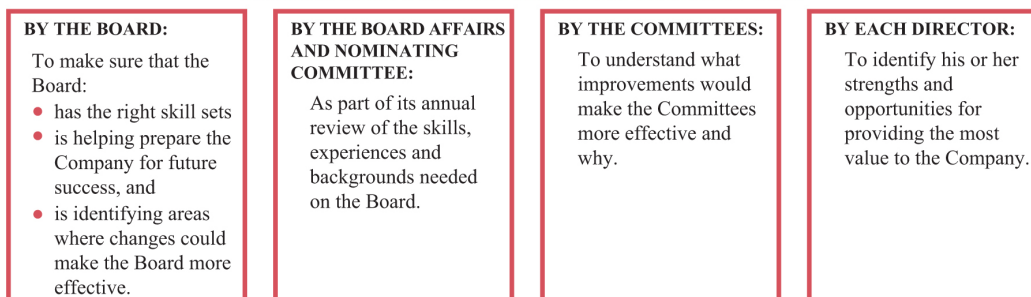 BY THE BOARD:
To make sure that the
Board:
• has the right skill sets
• is helping prepare the
Company for future
success, and
• is identifying areas
where changes could
make the Board more
effective.
BY THE BOARD AFFAIRS
AND NOMINATING
COMMITTEE:
As part of its annual
review of the skills,
experiences and
backgrounds needed
on the Board.
BY THE COMMITTEES:
To understand what
improvements would
make the Committees
more effective and
why.
BY EACH DIRECTOR:
To identify his or her
strengths and
opportunities for
providing the most
value to the Company.